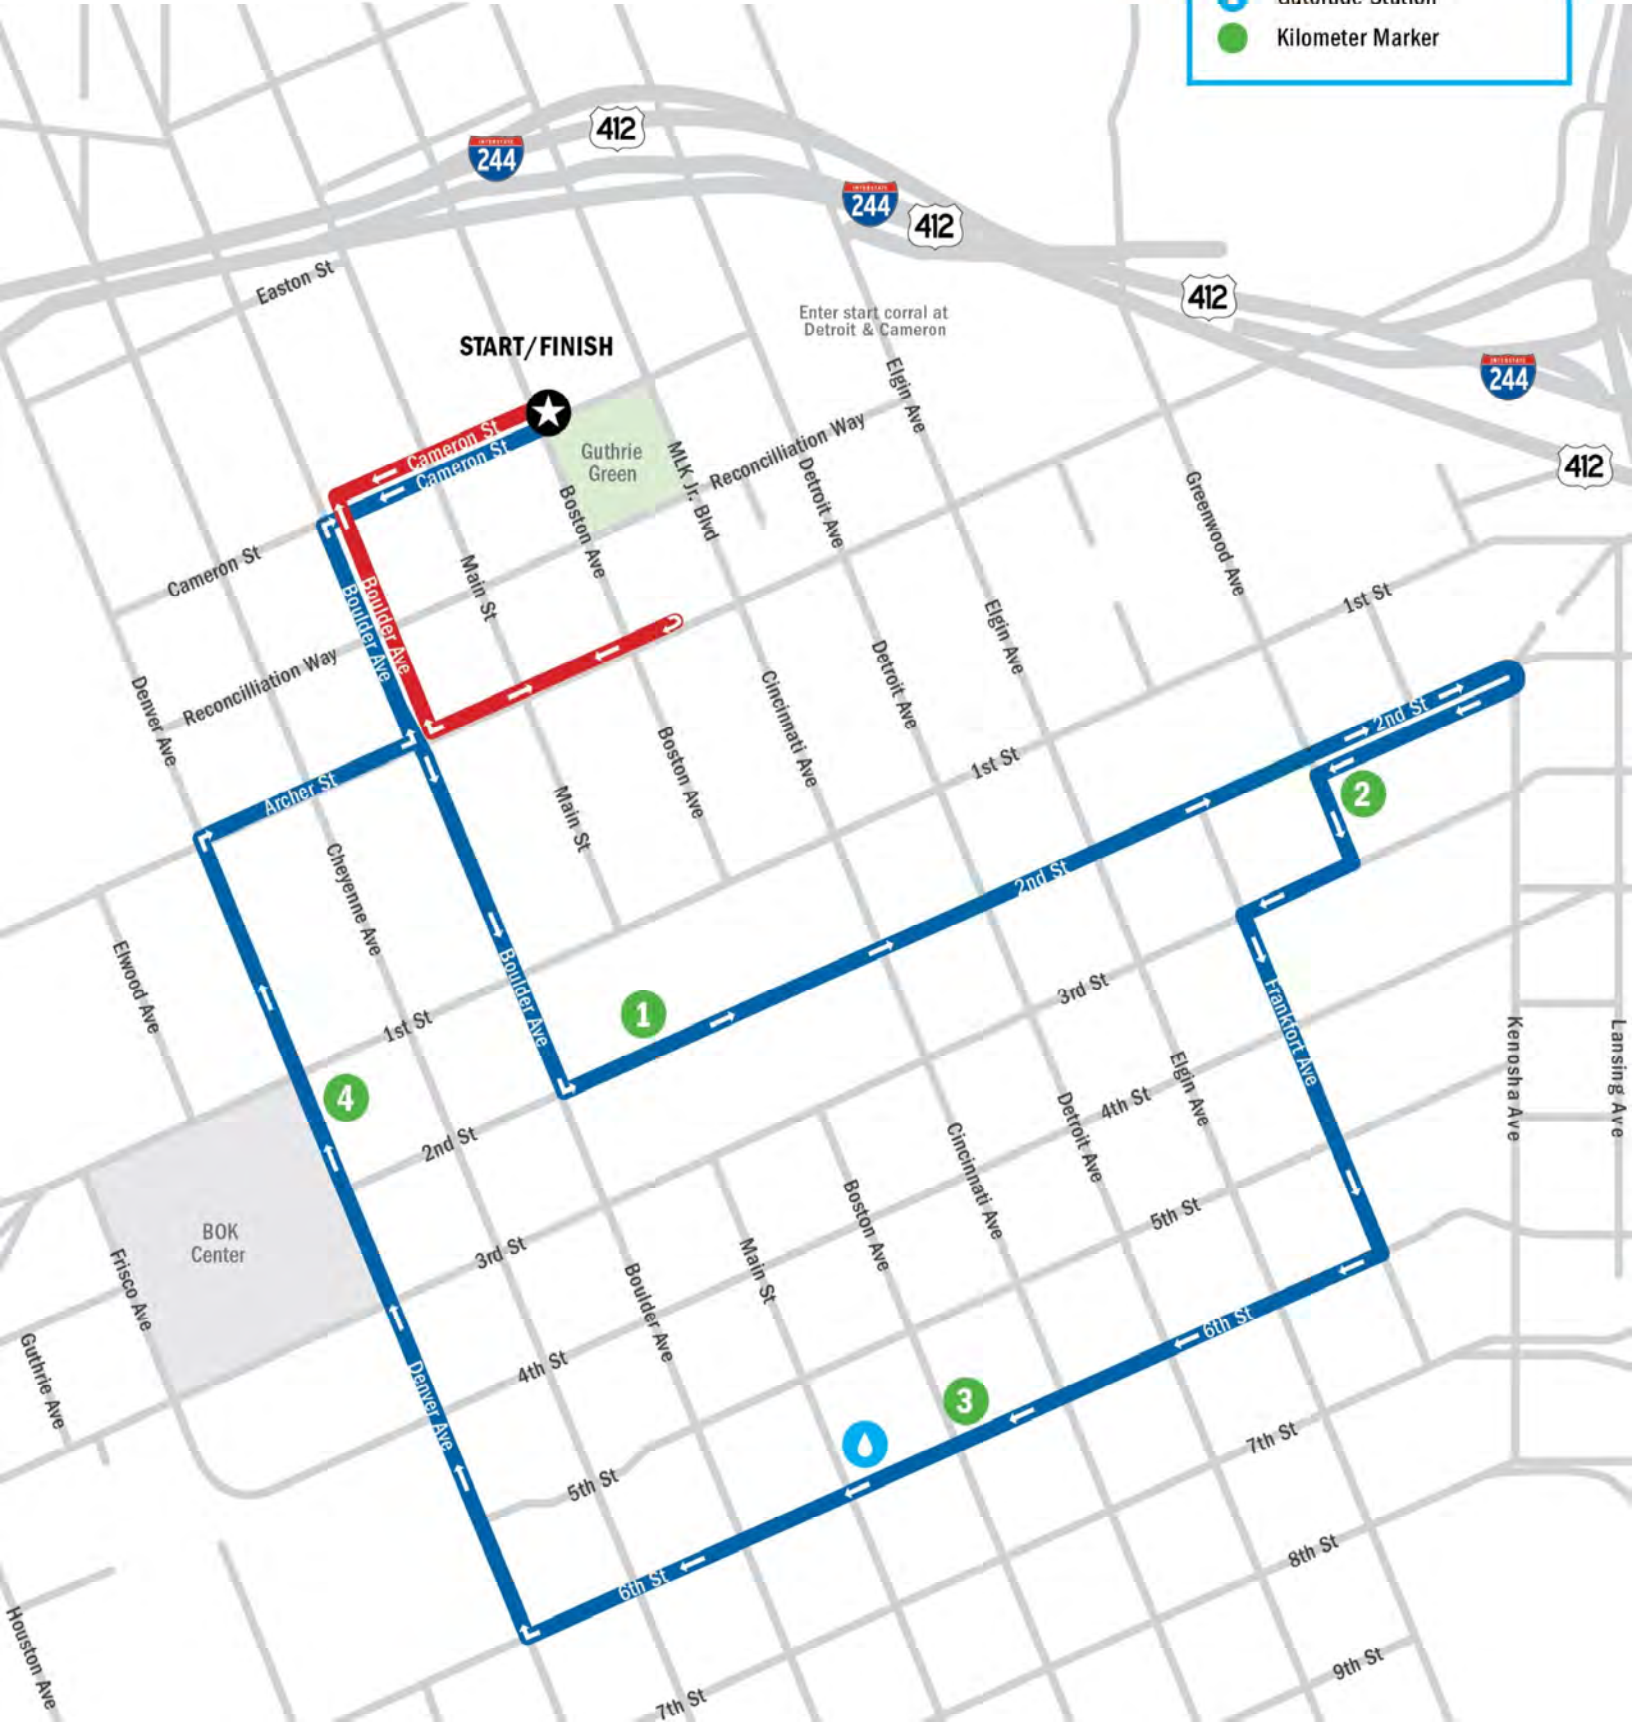 Gatorade Station
Kilometer Marker
INTERSTATE
244
412
INTERSTATE
244
412
412
INTERSTATE
244
412
Easton St
Enter start corral at
Detroit & Cameron
START/FINISH
Cameron St
Cameron St
Guthrie
Green
Elgin Ave
MLK Jr. Blvd
Reconcilliation Way
Detroit Ave
Boston Ave
Greenwood Ave
Cameron St
Main St
Boulder Ave
Boulder Ave
Elgin Ave
1st St
Reconcilliation Way
Denver Ave
Detroit Ave
Cincinnati Ave
2nd St
Boston Ave
1st St
Archer St
Main St
2
Cheyenne Ave
2nd St
Elwood Ave
Boulder Ave
1
3rd St
1st St
Frankfort Ave
Kenosha Ave
Lansing Ave
4
2nd St
Elgin Ave
4th St
Detroit Ave
Cincinnati Ave
5th St
BOK
Center
3rd St
Boston Ave
Main St
Boulder Ave
Frisco Ave
Guthrie Ave
4th St
6th St
Denver Ave
3
7th St
5th St
6th St
8th St
Houston Ave
9th St
7th St